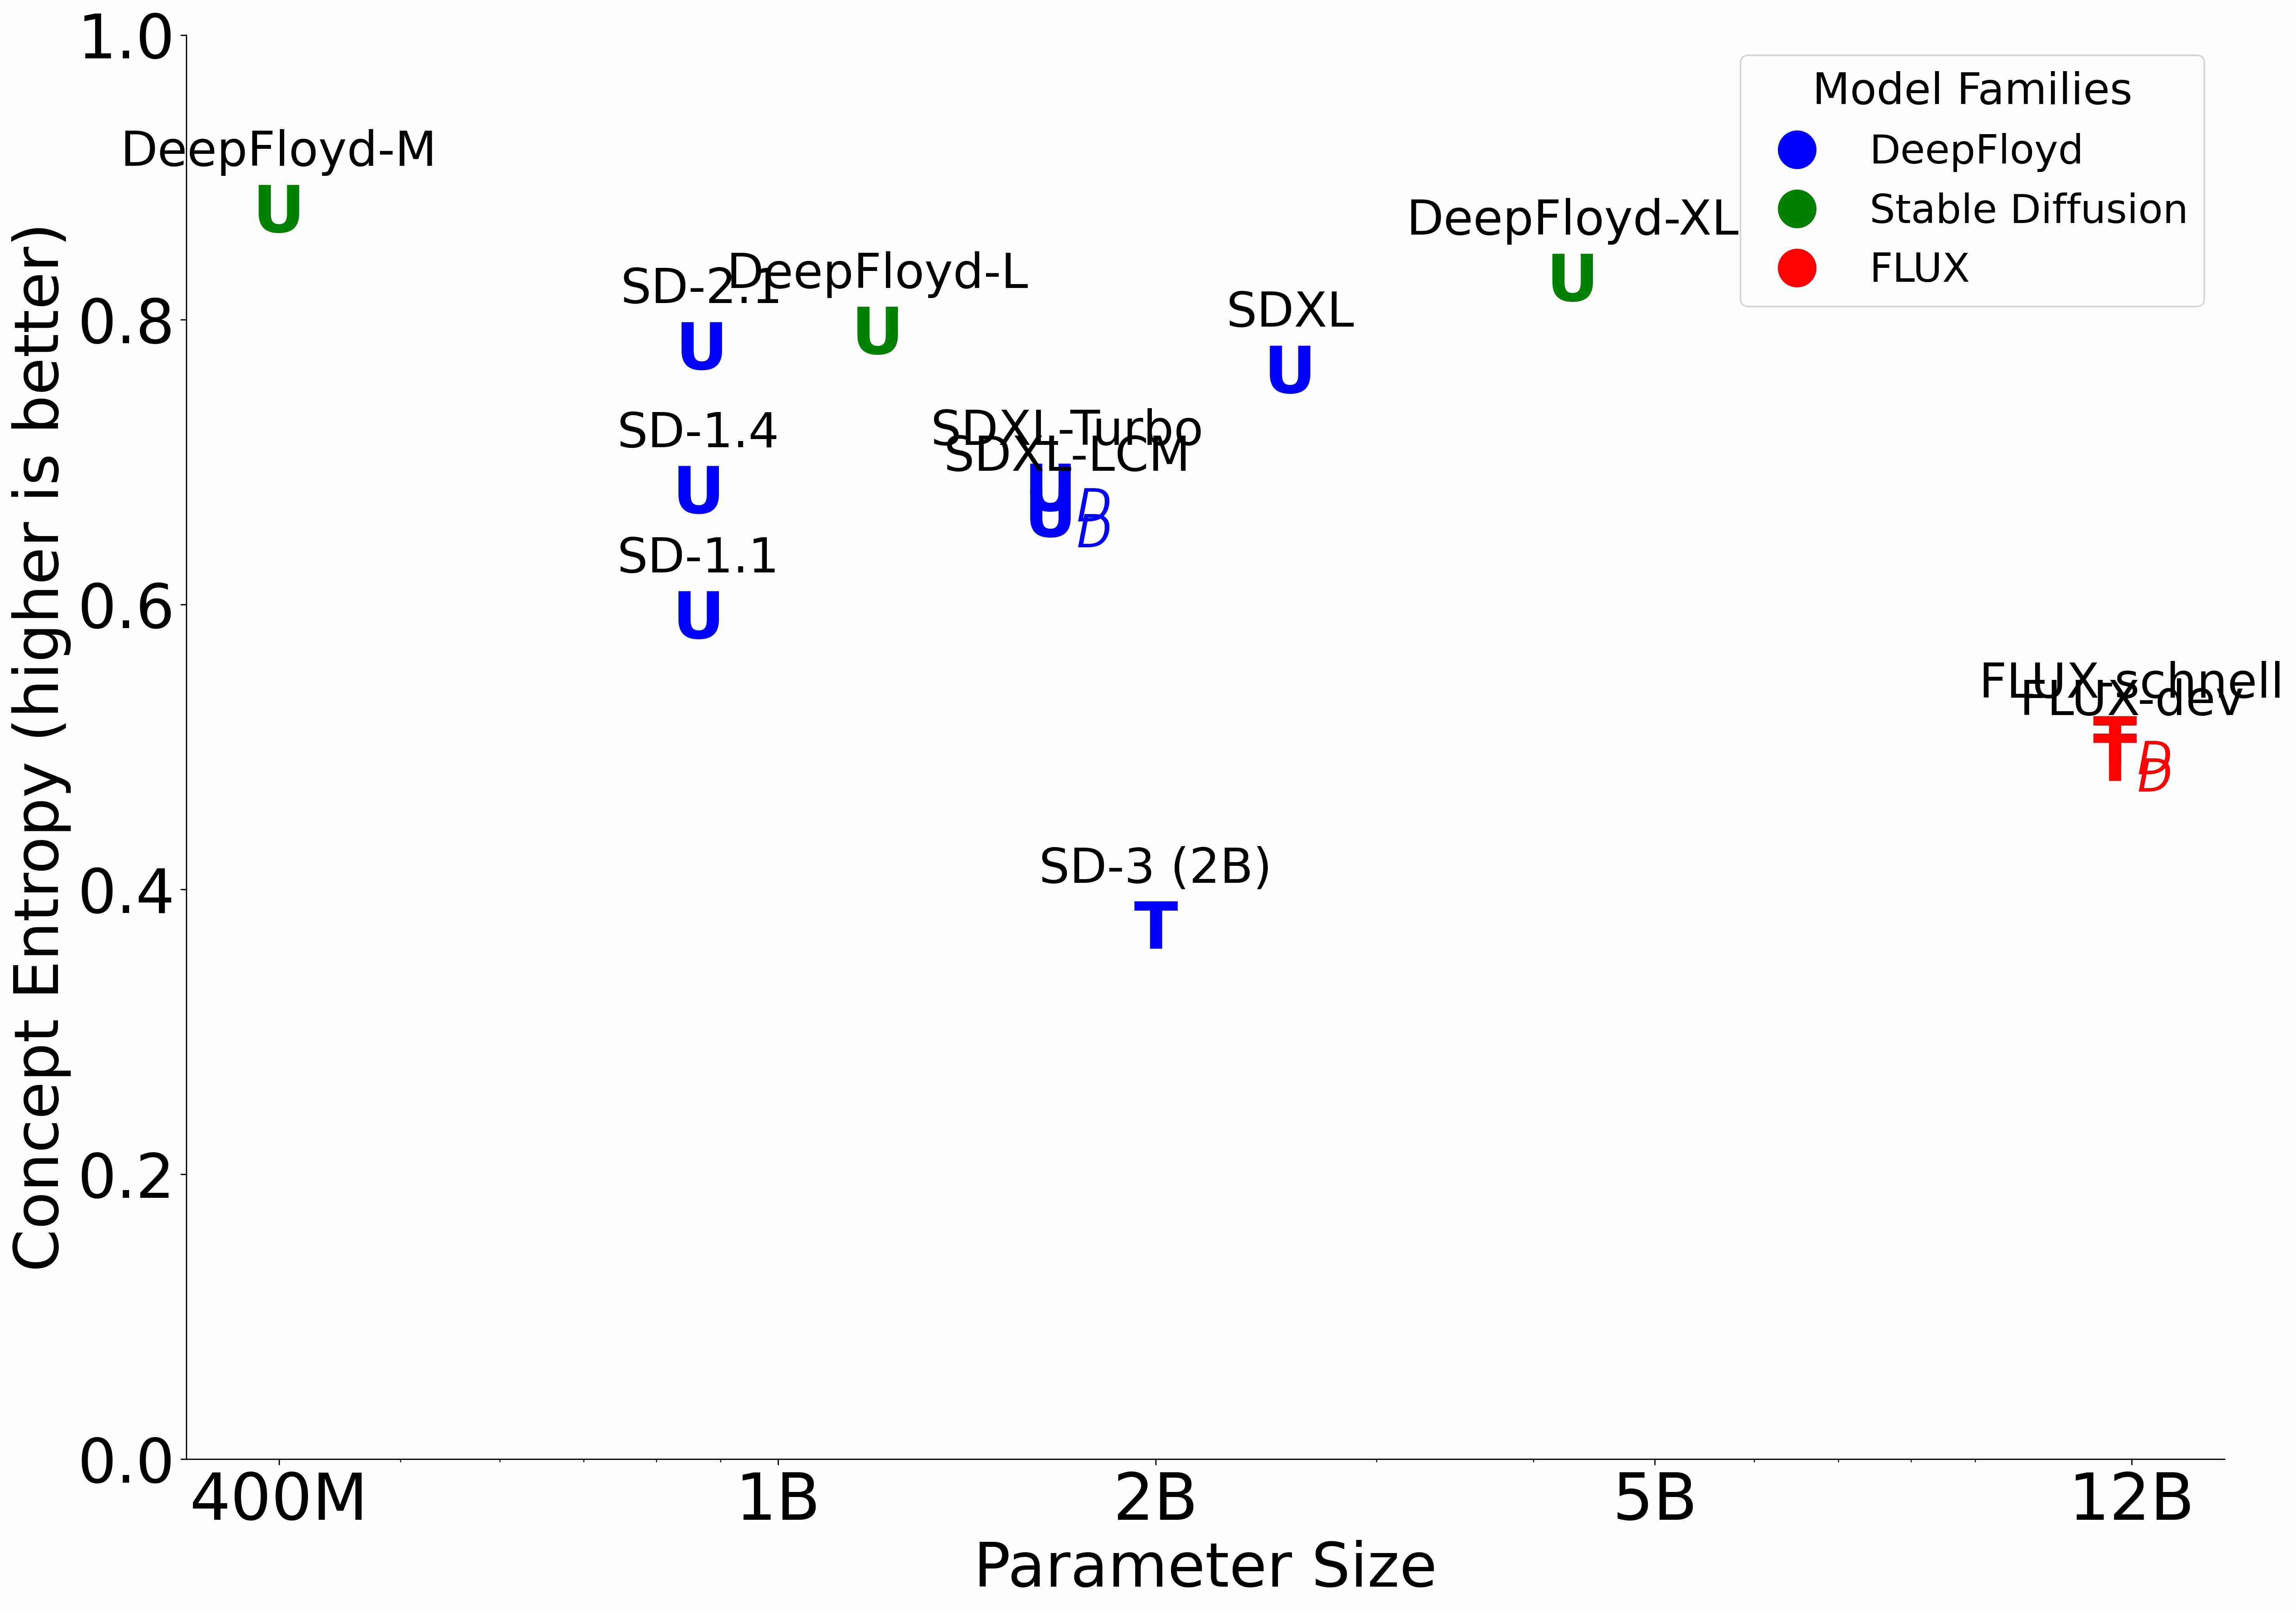 Concept Entropy (higher is better)
1.0
0.8
0.6
0.4
0.2
0.0
DeepFloyd-M
U
SD-2.1
U
DeepFloyd-L
U
SD-1.4
U
SD-1.1
U
SDXL-Turbo
U D
SDXL-LCM
U D
SDXL
U
DeepFloyd-XL
U
SD-3 (2B)
T
FLUX-schnell
T D
FLUX-dev
T D
Model Families
DeepFloyd
Stable Diffusion
FLUX
400M
1B
2B
5B
12B
Parameter Size